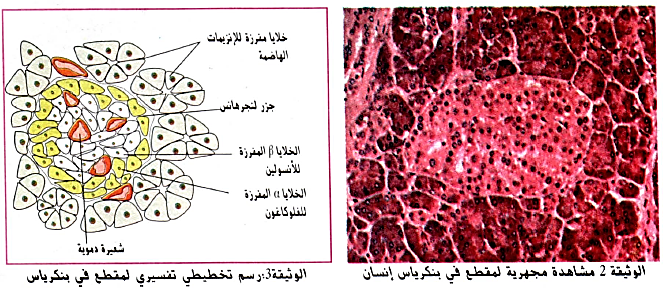 خلايا مفرزة للإنزيمات
الهاضمة
جزر لنجرهانس
الخلايا β المفرزة
للأنسولين
الخلايا α المفرزة
للغلوكاغون
شعيرة دموية
الوثيقة3:رسم تخطيطي تفسيري لمقطع في بنكرياس
الوثيقة 2 مشاهدة مجهرية لمقطع في بنكرياس إنسان